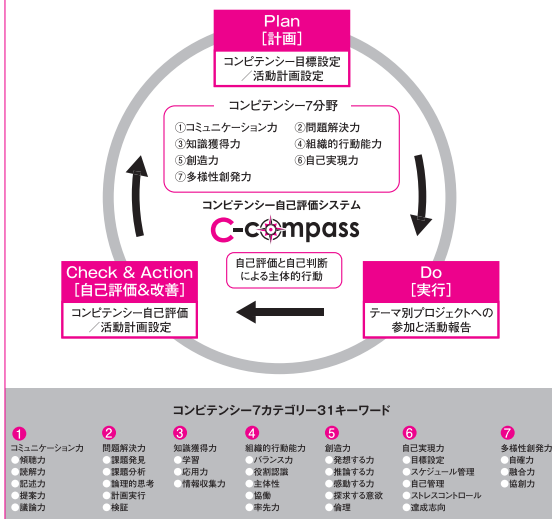 Plan
[計画]
コンピテンシー目標設定
／活動計画設定
コンピテンシー7分野
①コミュニケーション力 ②問題解決力
③知識獲得力 ④組織的行動能力
⑤創造力 ⑥自己実現力
⑦多様性創発力
コンピテンシー自己評価システム
C-compass
自己評価と自己判断
による主体的行動
Check & Action
[自己評価&改善]
コンピテンシー自己評価
／活動計画設定
Do
[実行]
テーマ別プロジェクトへの
参加と活動報告
コンピテンシー7カテゴリー31キーワード
1
コミュニケーション力
傾聴力
読解力
記述力
提案力
議論力
2
問題解決力
課題発見
課題分析
論理的思考
計画実行
検証
3
知識獲得力
学習
応用力
情報収集力
4
組織的行動能力
バランス力
役割認識
主体性
協働
率先力
5
創造力
発想する力
推論する力
感動する力
探求する意欲
倫理
6
自己実現力
目標設定
スケジュール管理
自己管理
ストレスコントロール
達成志向
7
多様性創発力
自確力
融合力
協創力